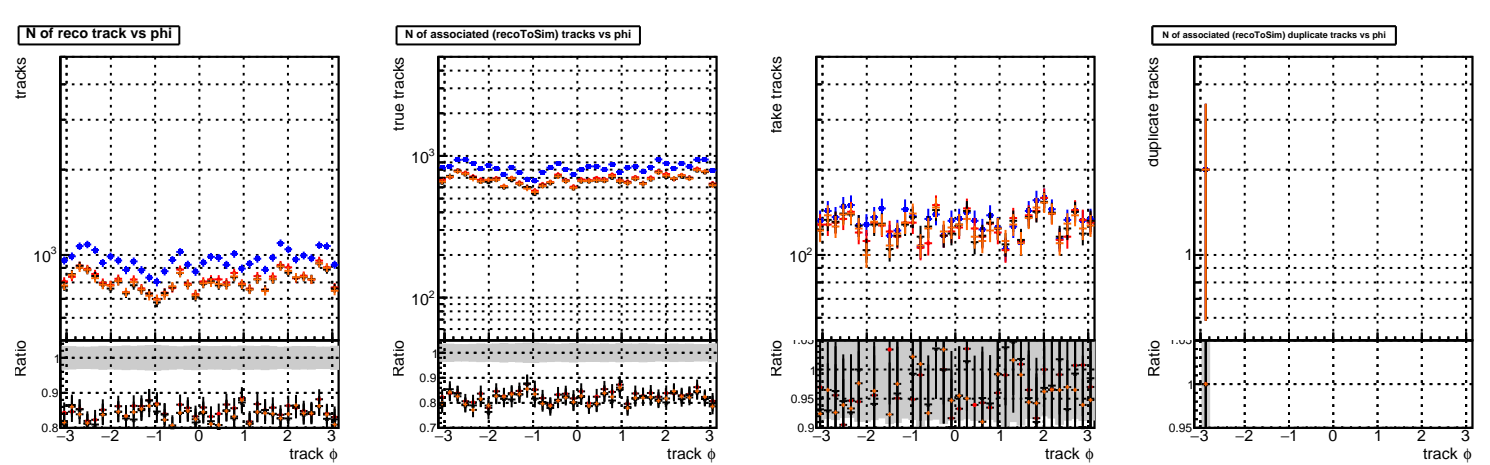 N of reco track vs phi
tracks
10³
Ratio
1
0.9
0.8
−3 −2 −1 0 1 2 3
track ϕ
N of associated (recoToSim) tracks vs phi
true tracks
10³
10²
Ratio
1
0.9
0.8
0.7
−3 −2 −1 0 1 2 3
track ϕ
fake tracks
10²
Ratio
1
0.95
0.9
−3 −2 −1 0 1 2 3
track ϕ
N of associated (recoToSim) duplicate tracks vs phi
duplicate tracks
1
Ratio
1
0.95
−3 −2 −1 0 1 2 3
track ϕ